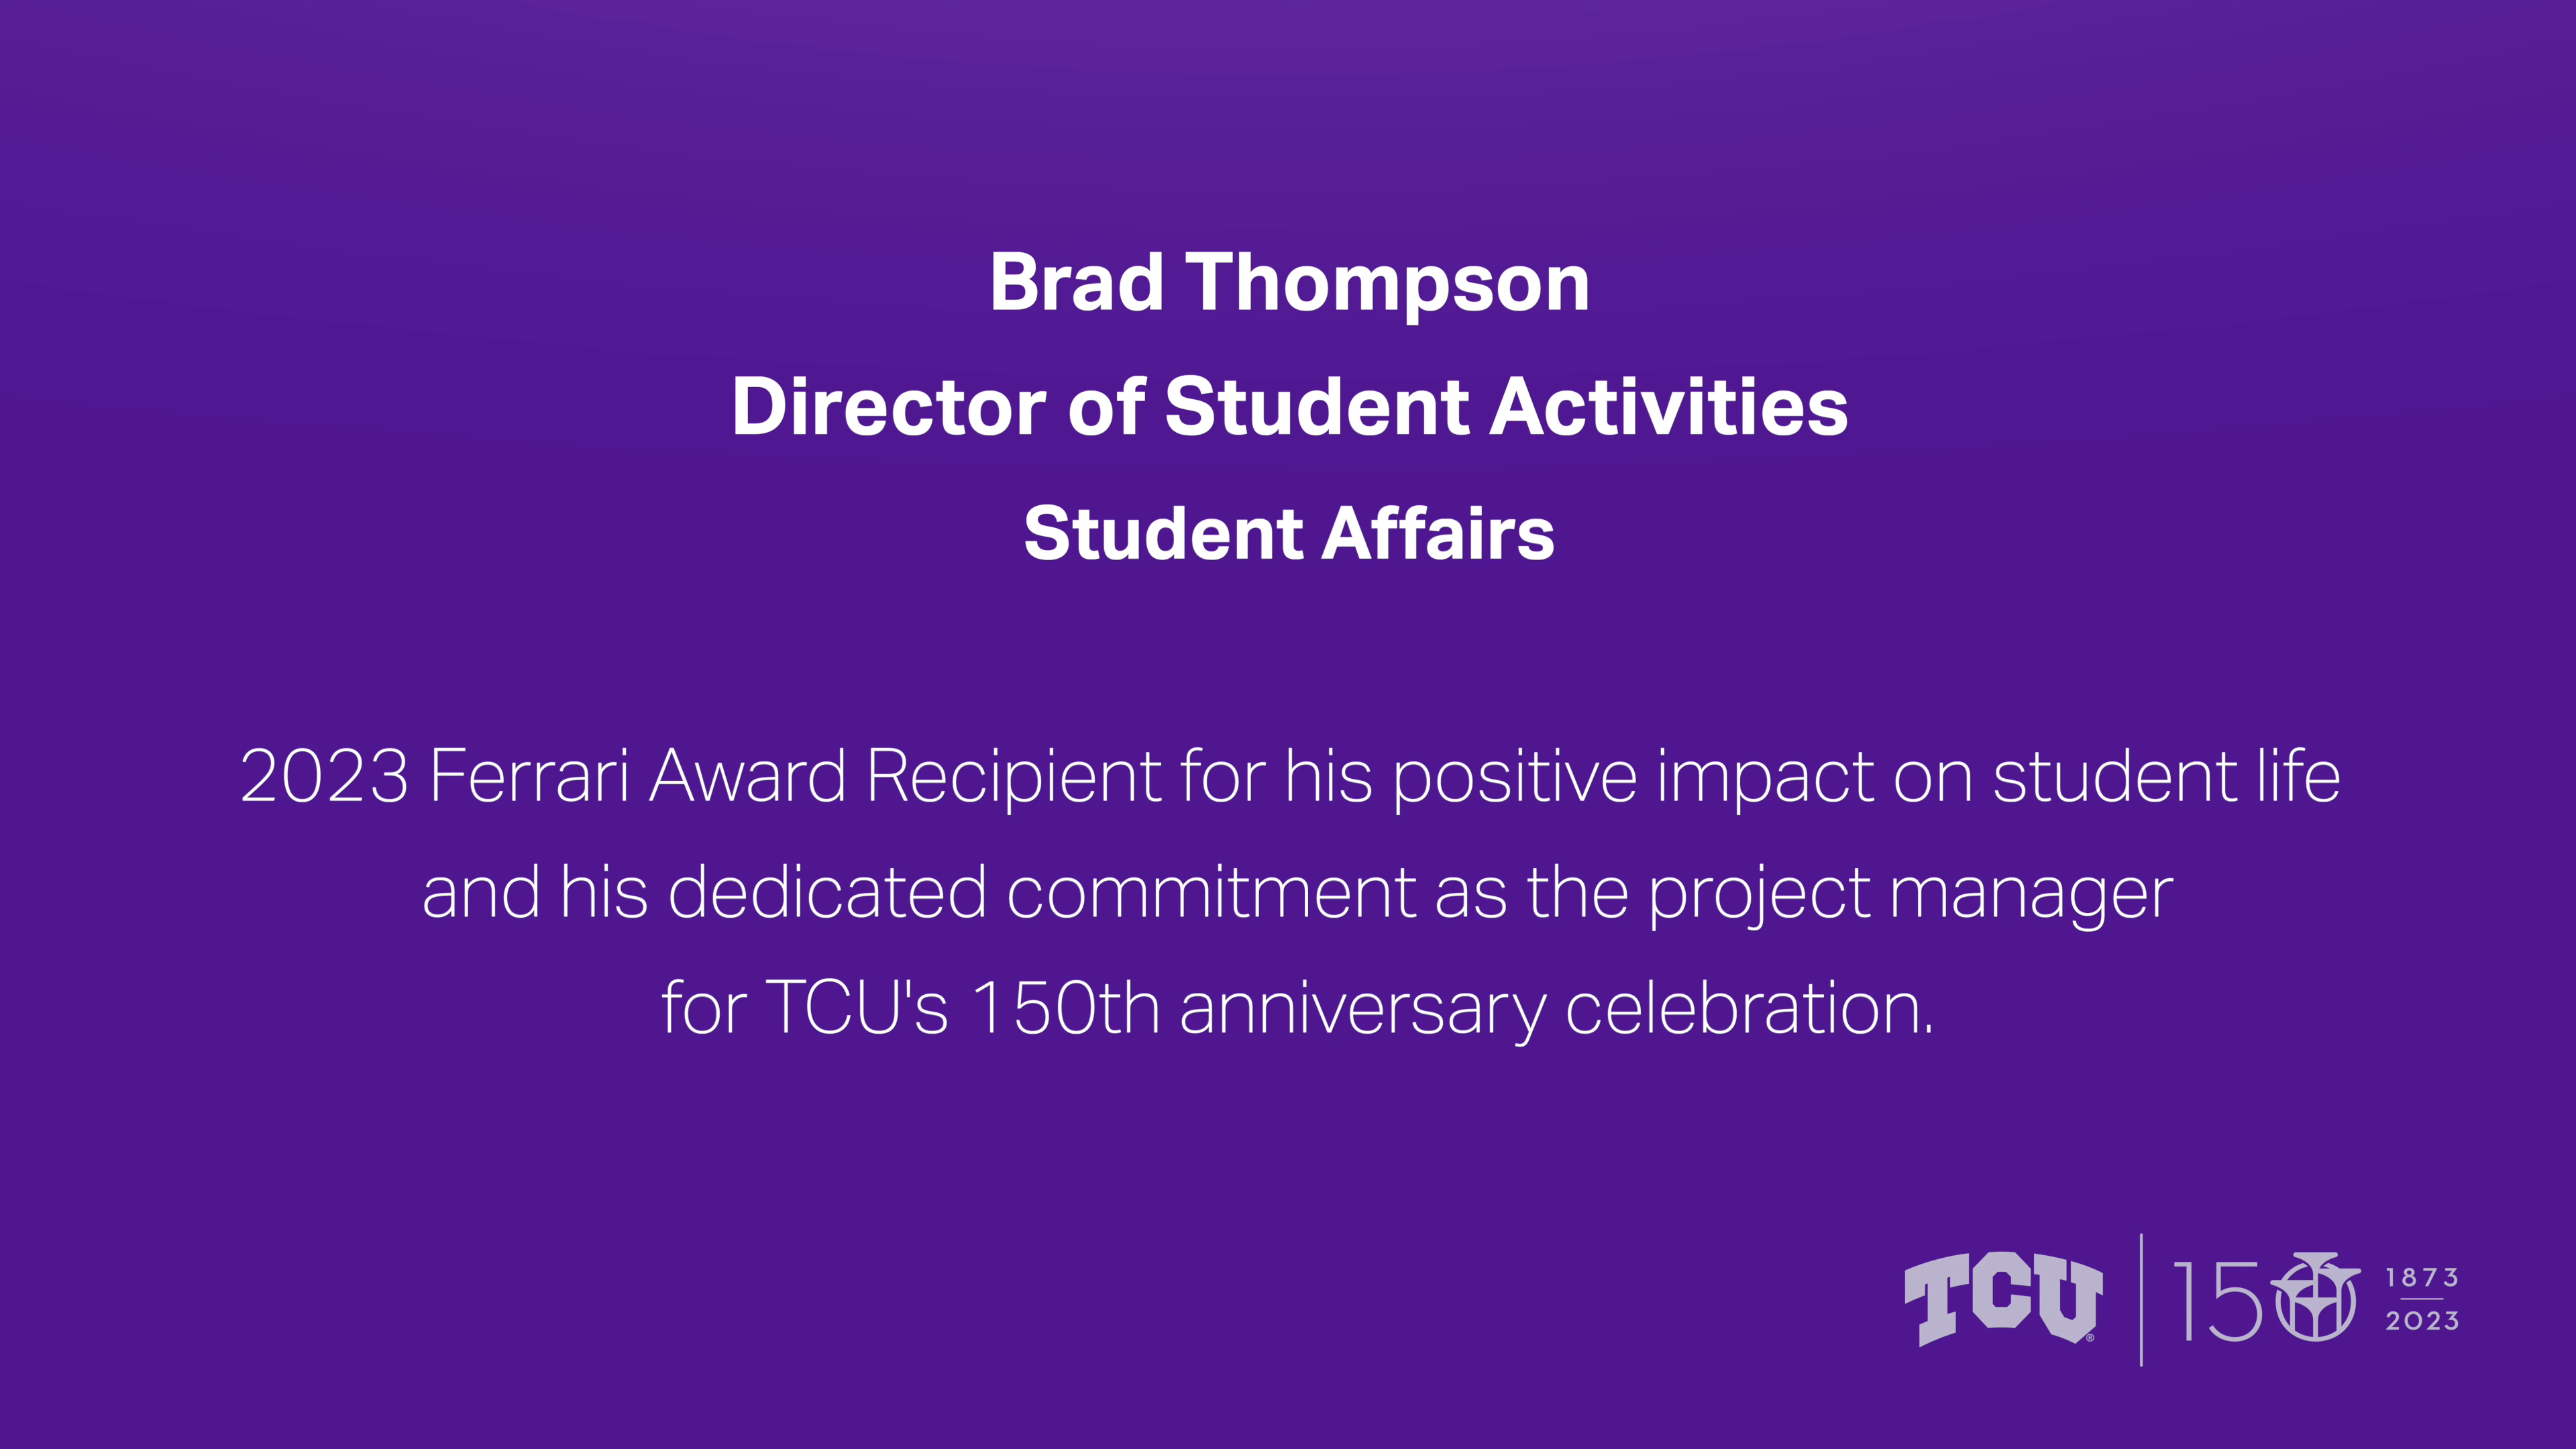 Brad Thompson
Director of Student Activities
Student Affairs
2023 Ferrari Award Recipient for his positive impact on student life
and his dedicated commitment as the project manager
for TCU's 150th anniversary celebration.
TCU® 150 1873
2023